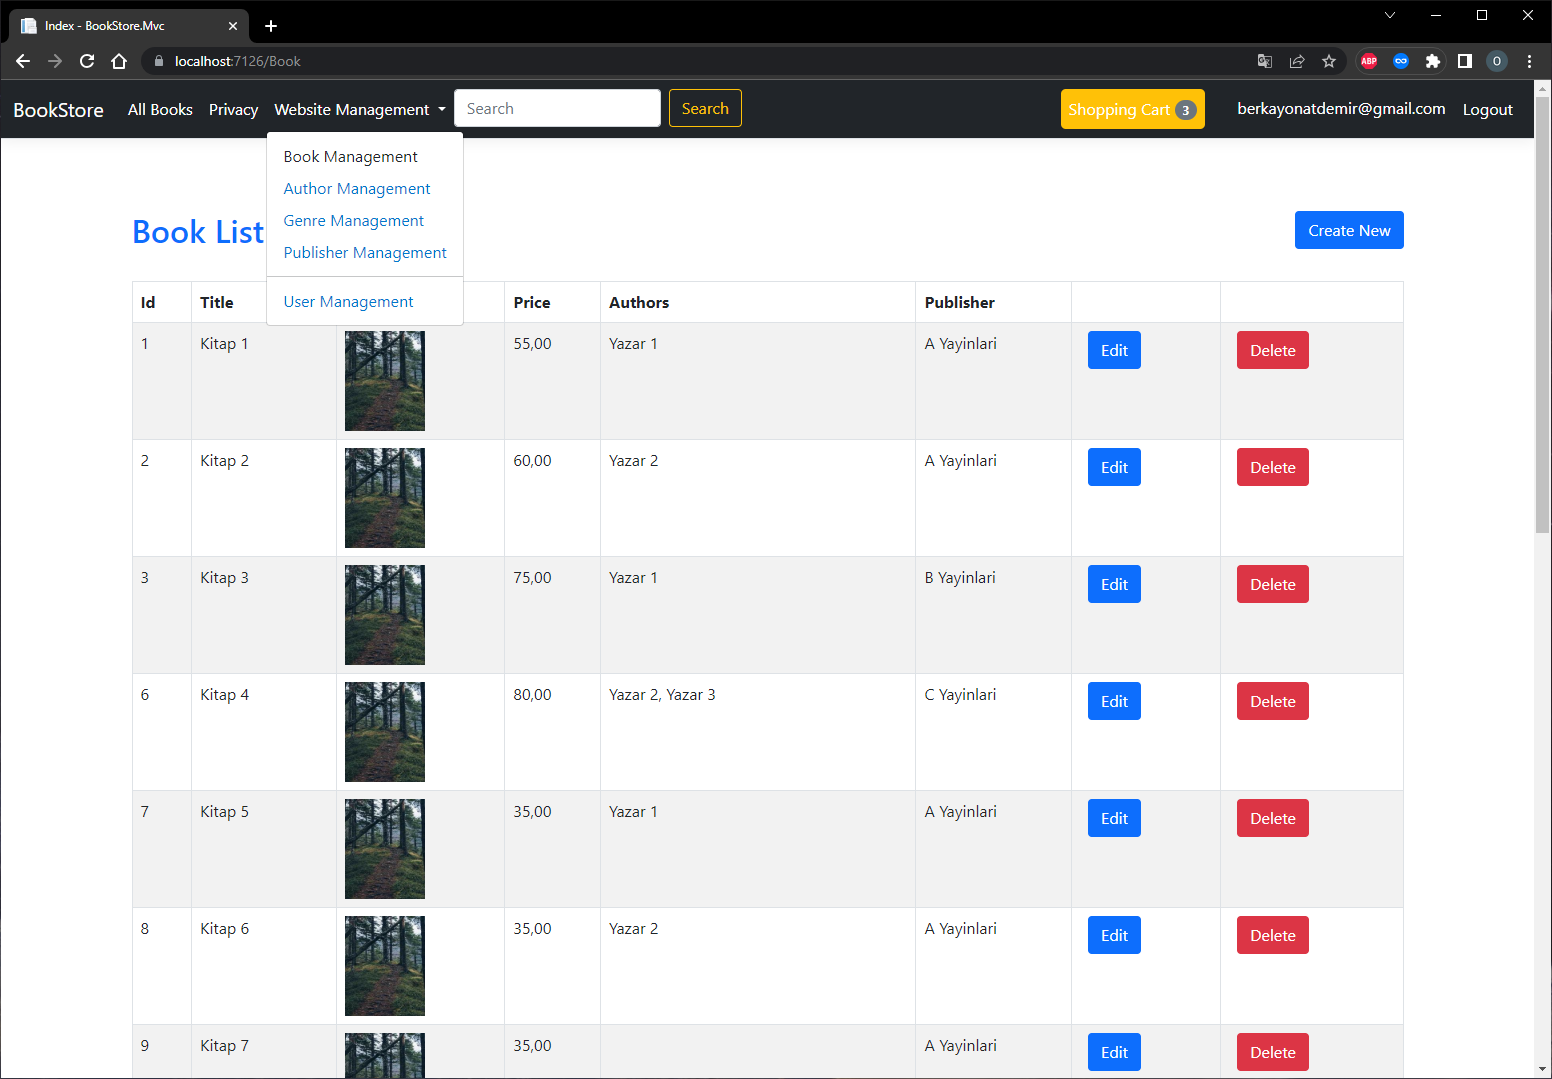 Index - BookStore.Mvc
localhost:7126/Book
ABP
O
BookStore All Books Privacy Website Management Search Search Shopping Cart 3 berkayonatdemir@gmail.com Logout
Book Management
Author Management
Genre Management
Publisher Management
User Management
Book List Create New
Id Title Price Authors Publisher
1 Kitap 1 55,00 Yazar 1 A Yayinlari Edit Delete
2 Kitap 2 60,00 Yazar 2 A Yayinlari Edit Delete
3 Kitap 3 75,00 Yazar 1 B Yayinlari Edit Delete
6 Kitap 4 80,00 Yazar 2, Yazar 3 C Yayinlari Edit Delete
7 Kitap 5 35,00 Yazar 1 A Yayinlari Edit Delete
8 Kitap 6 35,00 Yazar 2 A Yayinlari Edit Delete
9 Kitap 7 35,00 A Yayinlari Edit Delete